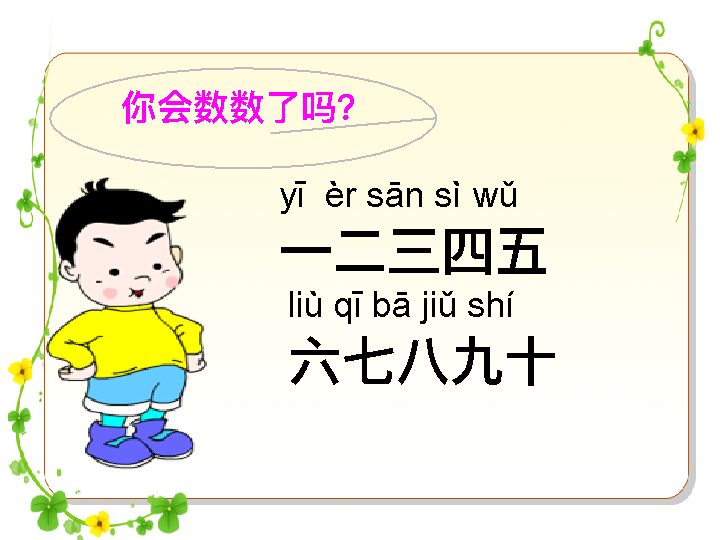 你会数数了吗?
yī èr sān sì wǔ
一二三四五
liù qī bā jiǔ shí
六七八九十